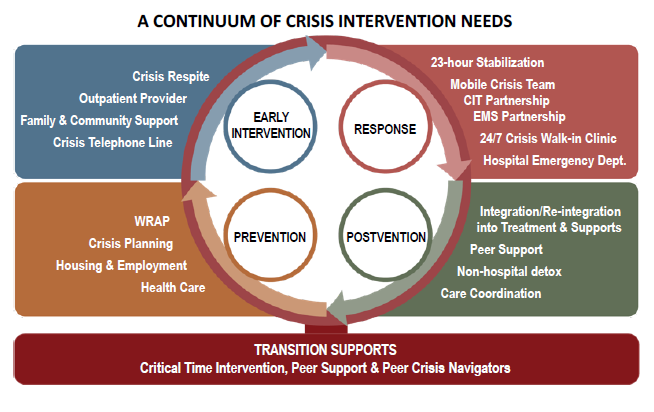 A CONTINUUM OF CRISIS INTERVENTION NEEDS
Crisis Respite
Outpatient Provider
Family & Community Support
Crisis Telephone Line
EARLY
INTERVENTION
RESPONSE
23-hour Stabilization
Mobile Crisis Team
CIT Partnership
EMS Partnership
24/7 Crisis Walk-in Clinic
Hospital Emergency Dept.
WRAP
Crisis Planning
Housing & Employment
Health Care
PREVENTION
POSTVENTION
Integration/Re-integration
into Treatment & Supports
Peer Support
Non-hospital detox
Care Coordination
TRANSITION SUPPORTS
Critical Time Intervention, Peer Support & Peer Crisis Navigators